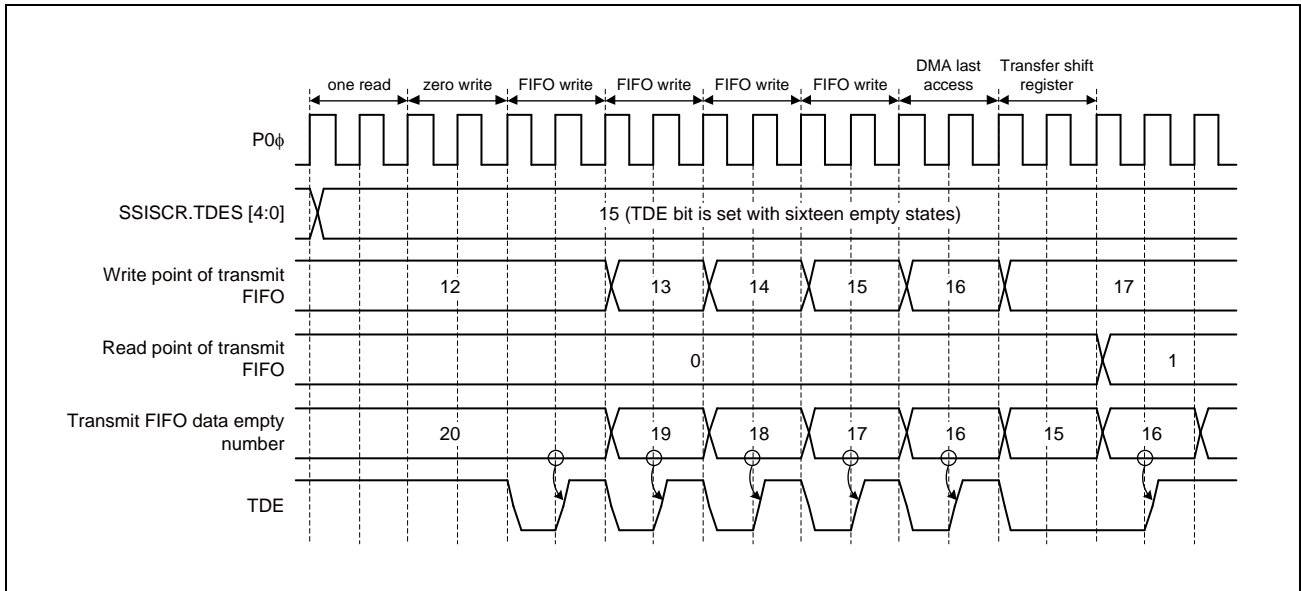 one read zero write FIFO write FIFO write FIFO write FIFO write DMA last access Transfer shift register
P0ϕ
SSISCR.TDES [4:0] 15 (TDE bit is set with sixteen empty states)
Write point of transmit FIFO 12 13 14 15 16 17
Read point of transmit FIFO 0 1
Transmit FIFO data empty number 20 19 18 17 16 15 16
TDE